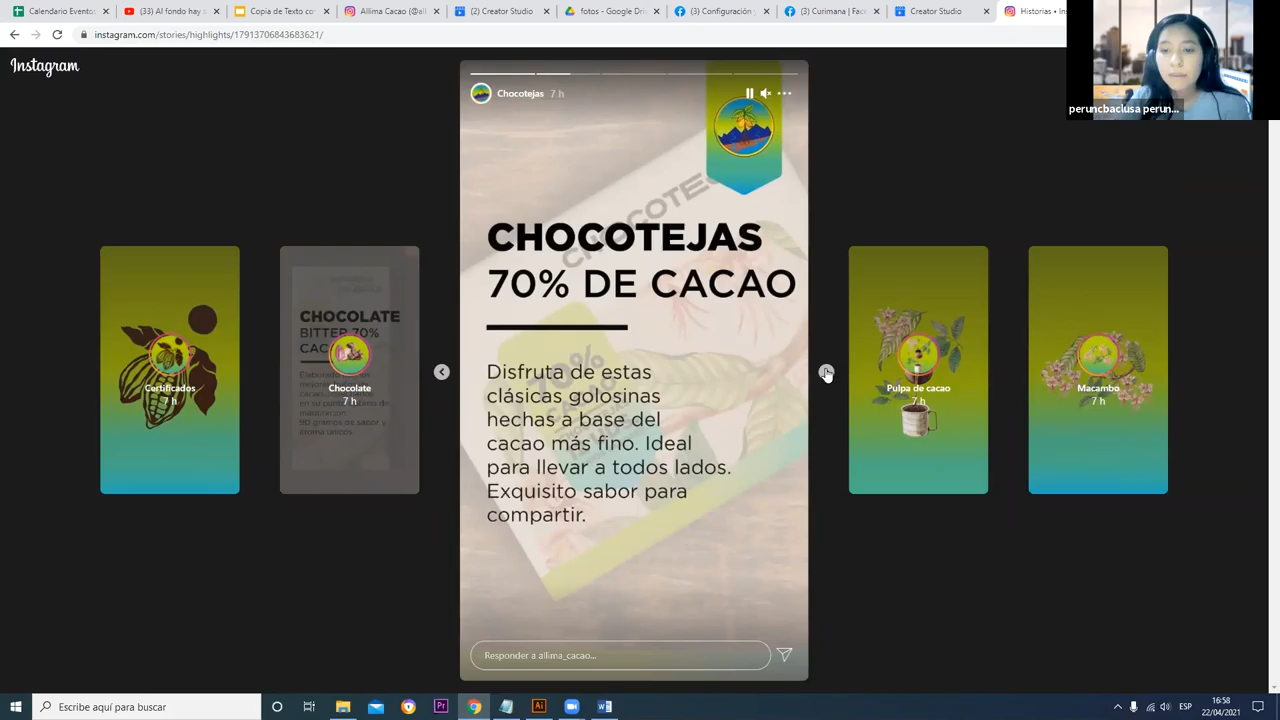 Calendario Evento
(33) Al fondo hay s
Copia de Texto co
Allima Cacao (@al
(2) Creator Studio
fotos - Google Dri
(3) Configuración
(3) Curimana | Fac
Creator Studio
Historias • In
instagram.com/stories/highlights/17913706843683621/
Instagram
peruncbaclusa perun...
Chocotejas 7 h
CHOCOTEJAS
70% DE CACAO
Disfruta de estas
clásicas golosinas
hechas a base del
cacao más fino. Ideal
para llevar a todos lados.
Exquisito sabor para
compartir.
Responder a allima_cacao...
Certificados
7 h
CHOCOLATE
BITTER 70%
Chocolate
7 h
Pulpa de cacao
7 h
Macambo
7 h
Escribe aquí para buscar
ESP
16:58
22/04/2021